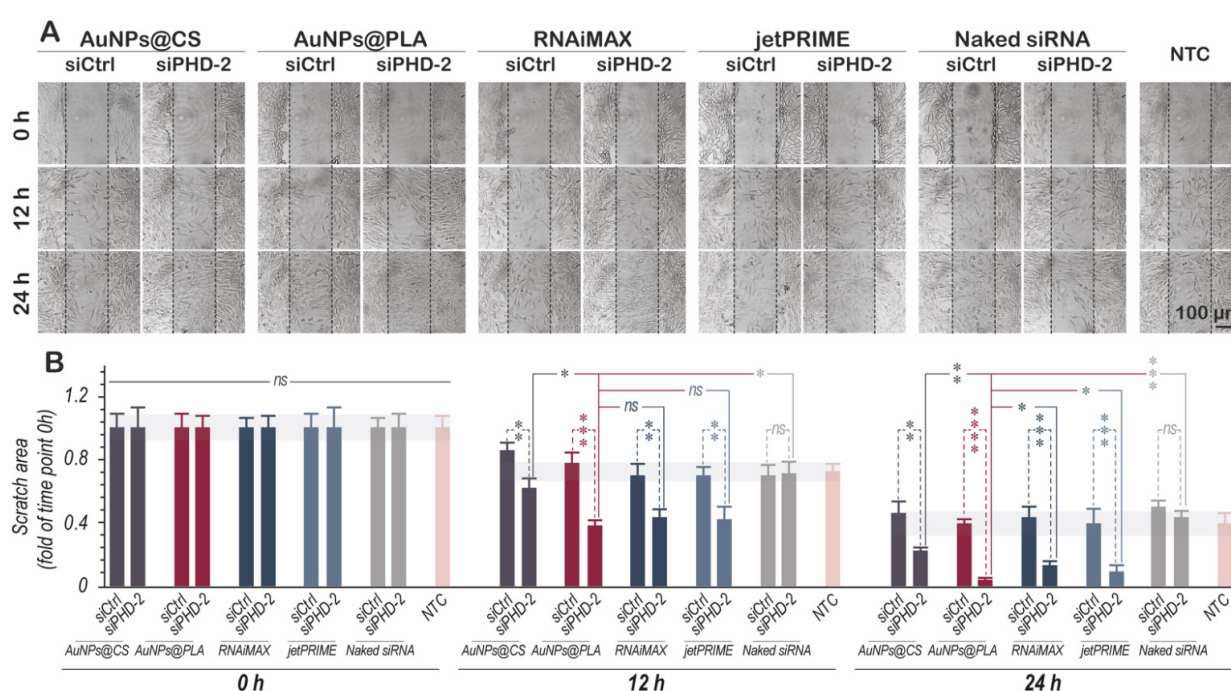 A
AuNPs@CS AuNPs@PLA RNAiMAX jetPRIME Naked siRNA NTC
siCtrl siPHD-2 siCtrl siPHD-2 siCtrl siPHD-2 siCtrl siPHD-2 siCtrl siPHD-2
0 h
12 h
24 h
100 µm
B
Scratch area
(fold of time point 0h)
1.2
0.8
0.4
0
ns
* * ns ns ** *** ** ** ns
** *** * * ** **** *** *** ns
siCtrl siPHD-2 siCtrl siPHD-2 siCtrl siPHD-2 siCtrl siPHD-2 siCtrl siPHD-2 NTC siCtrl siPHD-2 siCtrl siPHD-2 siCtrl siPHD-2 siCtrl siPHD-2 siCtrl siPHD-2 NTC siCtrl siPHD-2 siCtrl siPHD-2 siCtrl siPHD-2 siCtrl siPHD-2 siCtrl siPHD-2 NTC
AuNPs@CS AuNPs@PLA RNAiMAX jetPRIME Naked siRNA AuNPs@CS AuNPs@PLA RNAiMAX jetPRIME Naked siRNA AuNPs@CS AuNPs@PLA RNAiMAX jetPRIME Naked siRNA
0 h 12 h 24 h